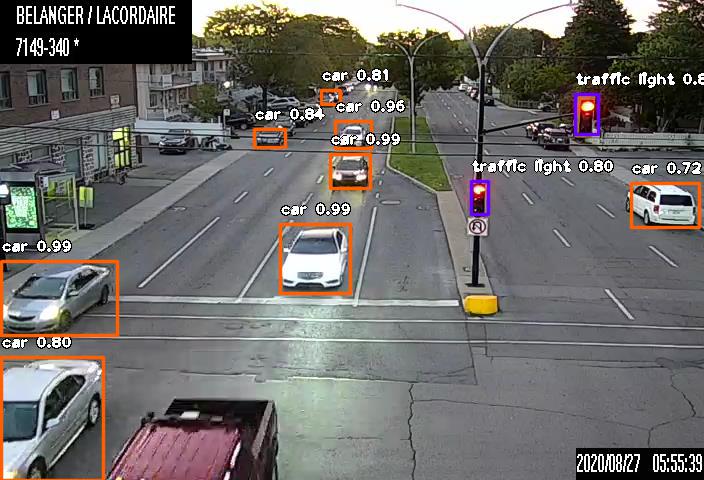 BELANGER / LACORDAIRE
7149-340 *
car 0.81
traffic light 0.8
car 0.84
car 0.96
car 0.99
traffic light 0.80
car 0.72
car 0.99
car 0.99
car 0.80
2020/08/27 05:55:39